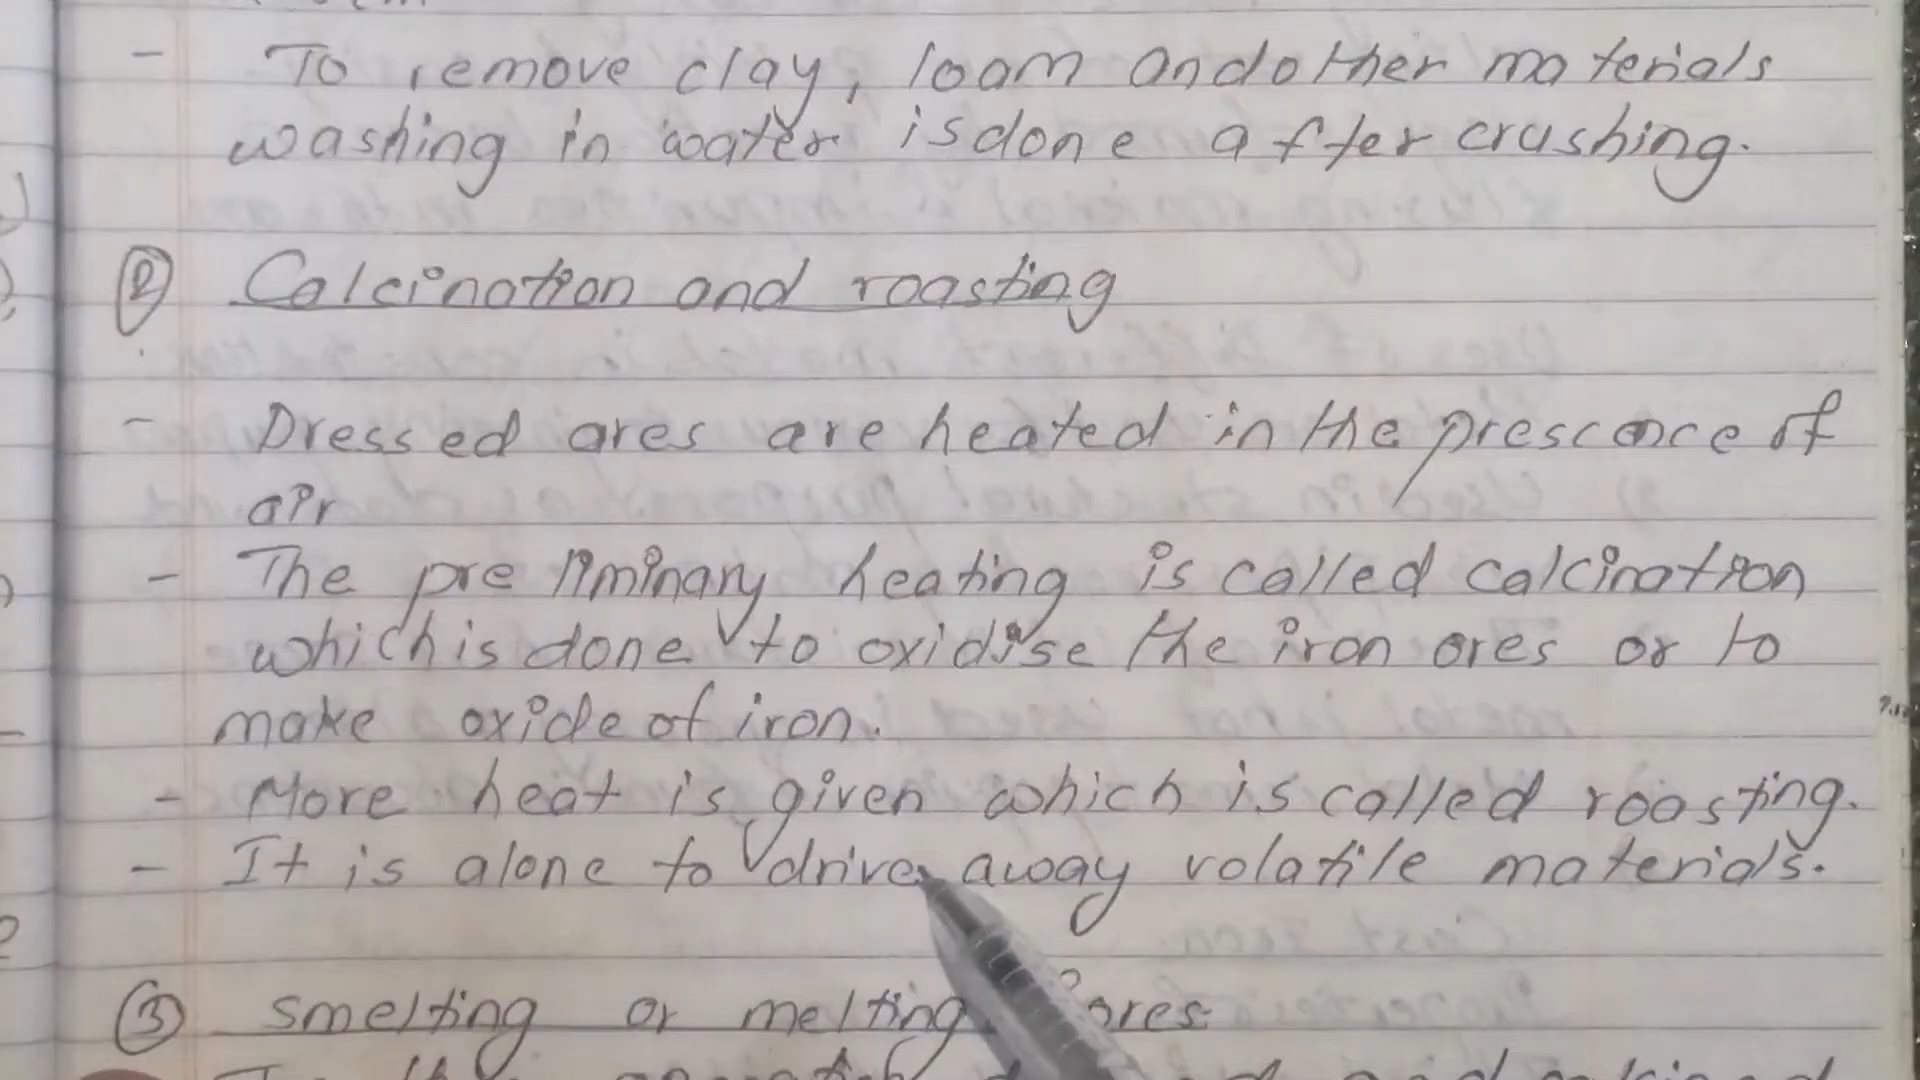 - To remove clay, loam and other materials
washing in water is done after crushing.
② Calcination and roasting
- Dressed ores are heated in the prescence of
air
- The pre liminary heating is called calcination
which is done to oxidise the iron ores or to
make oxide of iron.
- More heat is given which is called roasting.
- It is alone to drive away volatile materials.
③ smelting or melting ores.